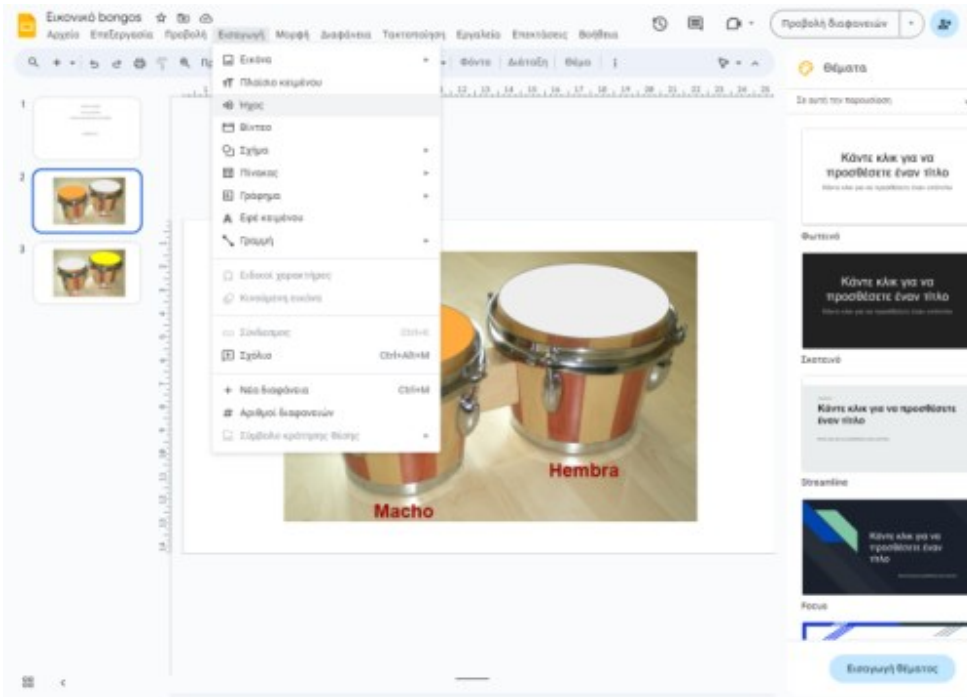 Εικονικό bongos
Αρχείο Επεξεργασία Προβολή Εισαγωγή Μορφή Διαφάνεια Τακτοποίηση Εργαλεία Επεκτάσεις Βοήθεια
Προβολή διαφανειών
Φόντο Διάταξη Θέμα
Εικόνα
Πλαίσιο κειμένου
Ήχος
Βίντεο
Σχήμα
Πίνακας
Γράφημα
Εφέ κειμένου
Γραμμή
Ειδικοί χαρακτήρες
Κινούμενη εικόνα
Σύνδεσμος Ctrl+K
Σχόλιο Ctrl+Alt+M
Νέα διαφάνεια Ctrl+M
Αριθμοί διαφανειών
Σύμβολο κράτησης θέσης
1
2
3
Macho
Hembra
Θέματα
Σε αυτή την παρουσίαση
Κάντε κλικ για να
προσθέσετε έναν τίτλο
Φωτεινό
Κάντε κλικ για να
προσθέσετε έναν τίτλο
Σκοτεινό
Κάντε κλικ για να προσθέσετε
έναν τίτλο
Streamline
Κάντε κλικ για να
προσθέσετε έναν
τίτλο
Focus
Εισαγωγή θέματος